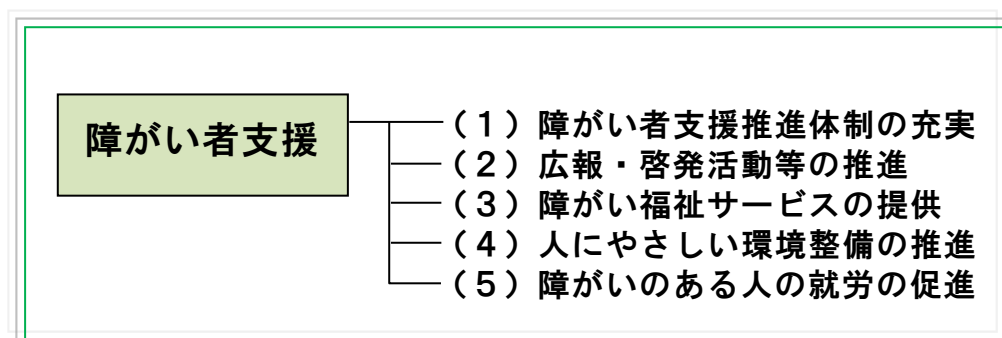 障がい者支援
（１）障がい者支援推進体制の充実
（２）広報・啓発活動等の推進
（３）障がい福祉サービスの提供
（４）人にやさしい環境整備の推進
（５）障がいのある人の就労の促進